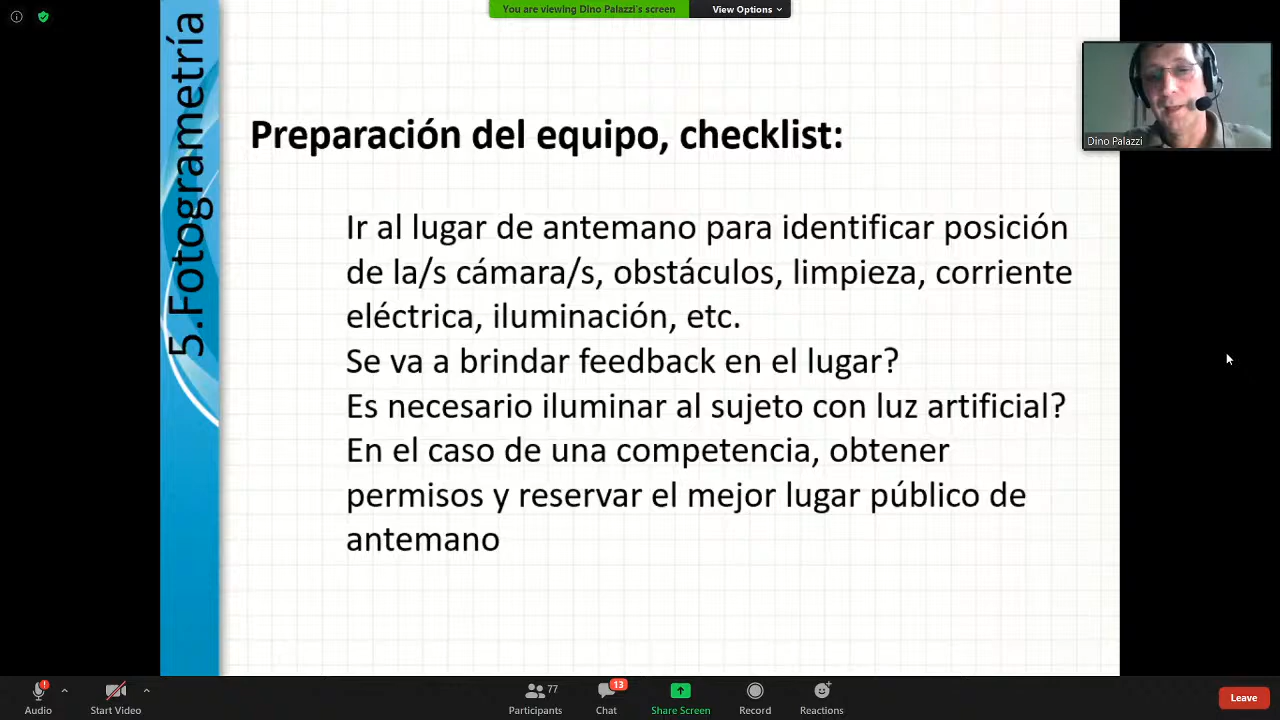 You are viewing Dino Palazzi's screen
View Options
5.Fotogrametría
Preparación del equipo, checklist:
Dino Palazzi
Ir al lugar de antemano para identificar posición
de la/s cámara/s, obstáculos, limpieza, corriente
eléctrica, iluminación, etc.
Se va a brindar feedback en el lugar?
Es necesario iluminar al sujeto con luz artificial?
En el caso de una competencia, obtener
permisos y reservar el mejor lugar público de
antemano
Audio
Start Video
Participants
77
Chat
13
Share Screen
Record
Reactions
Leave